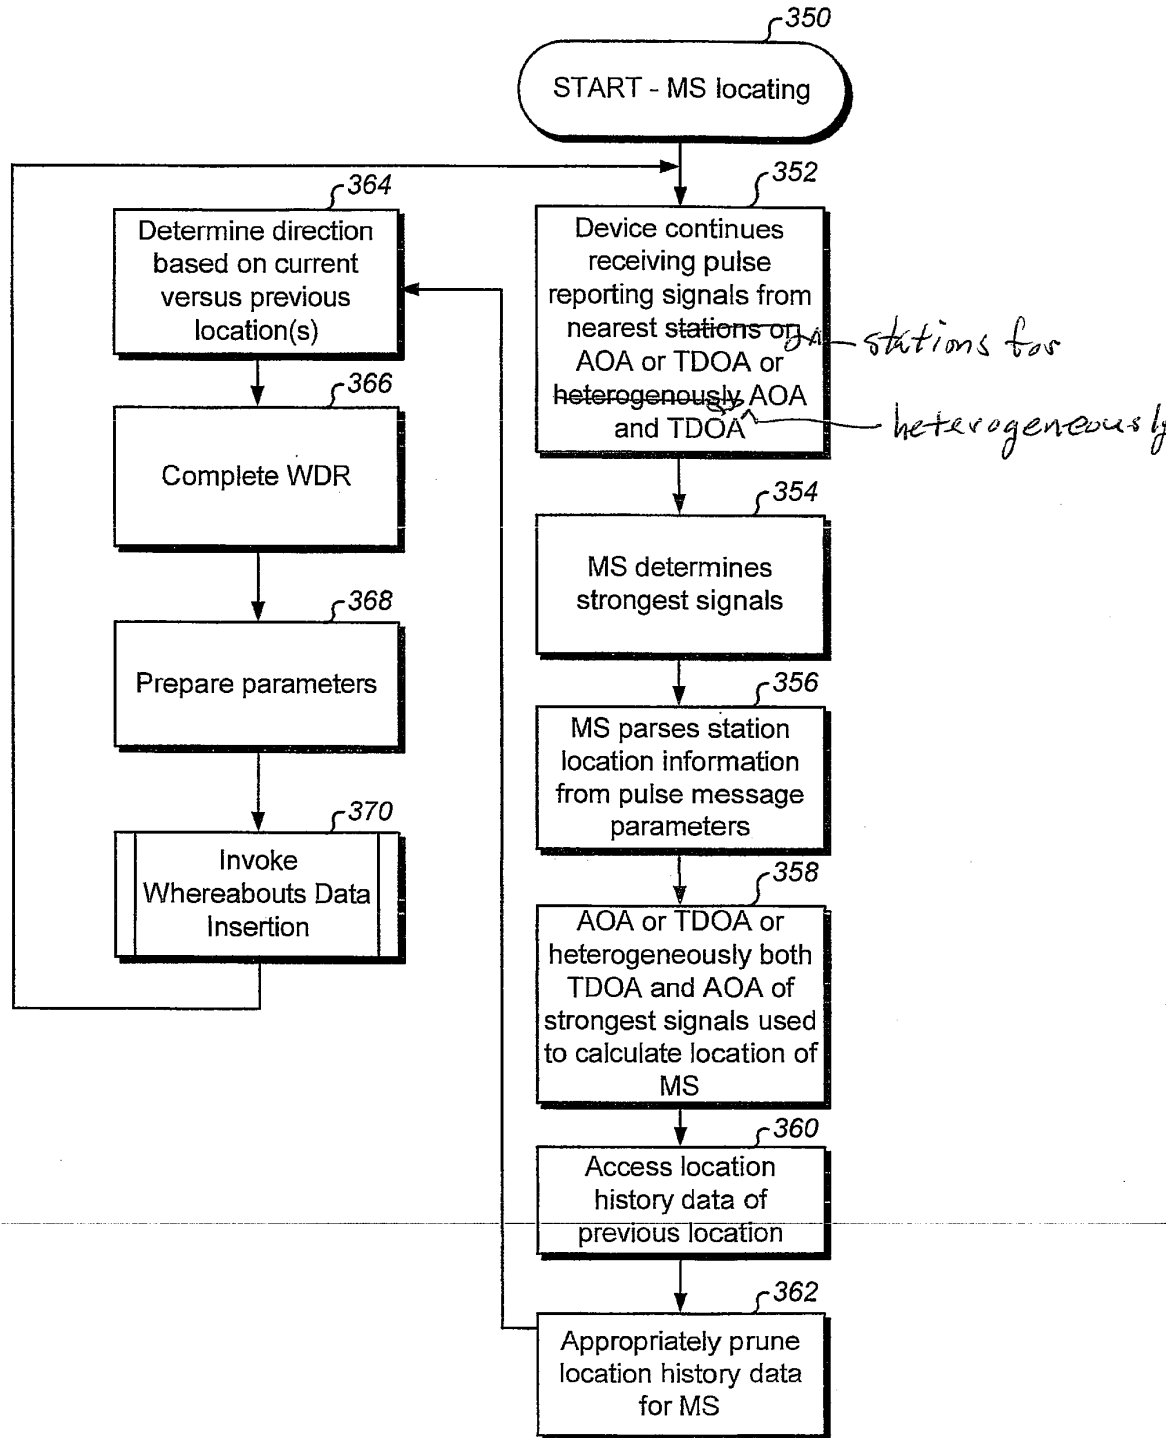 350
START - MS locating
352
Device continues
receiving pulse
reporting signals from
nearest stations or
AOA or TDOA or
heterogenously AOA
and TDOA
stations for
heterogeneously
354
MS determines
strongest signals
356
MS parses station
location information
from pulse message
parameters
358
AOA or TDOA or
heterogeneously both
TDOA and AOA of
strongest signals used
to calculate location of
MS
360
Access location
history data of
previous location
362
Appropriately prune
location history data
for MS
364
Determine direction
based on current
versus previous
location(s)
366
Complete WDR
368
Prepare parameters
370
Invoke
Whereabouts Data
Insertion